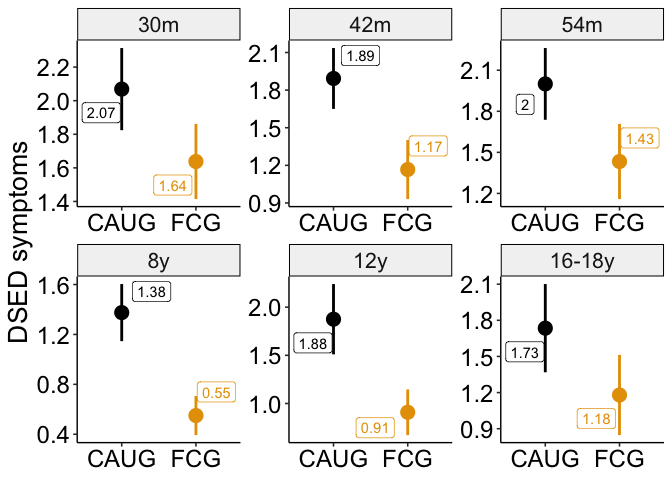 DSED symptoms
30m
2.2
2.0
1.8
1.6
1.4
2.07
1.64
CAUG FCG
42m
2.1
1.8
1.5
1.2
0.9
1.89
1.17
CAUG FCG
54m
2.1
1.8
1.5
1.2
2
1.43
CAUG FCG
8y
1.6
1.2
0.8
0.4
1.38
0.55
CAUG FCG
12y
2.0
1.5
1.0
1.88
0.91
CAUG FCG
16-18y
2.1
1.8
1.5
1.2
0.9
1.73
1.18
CAUG FCG